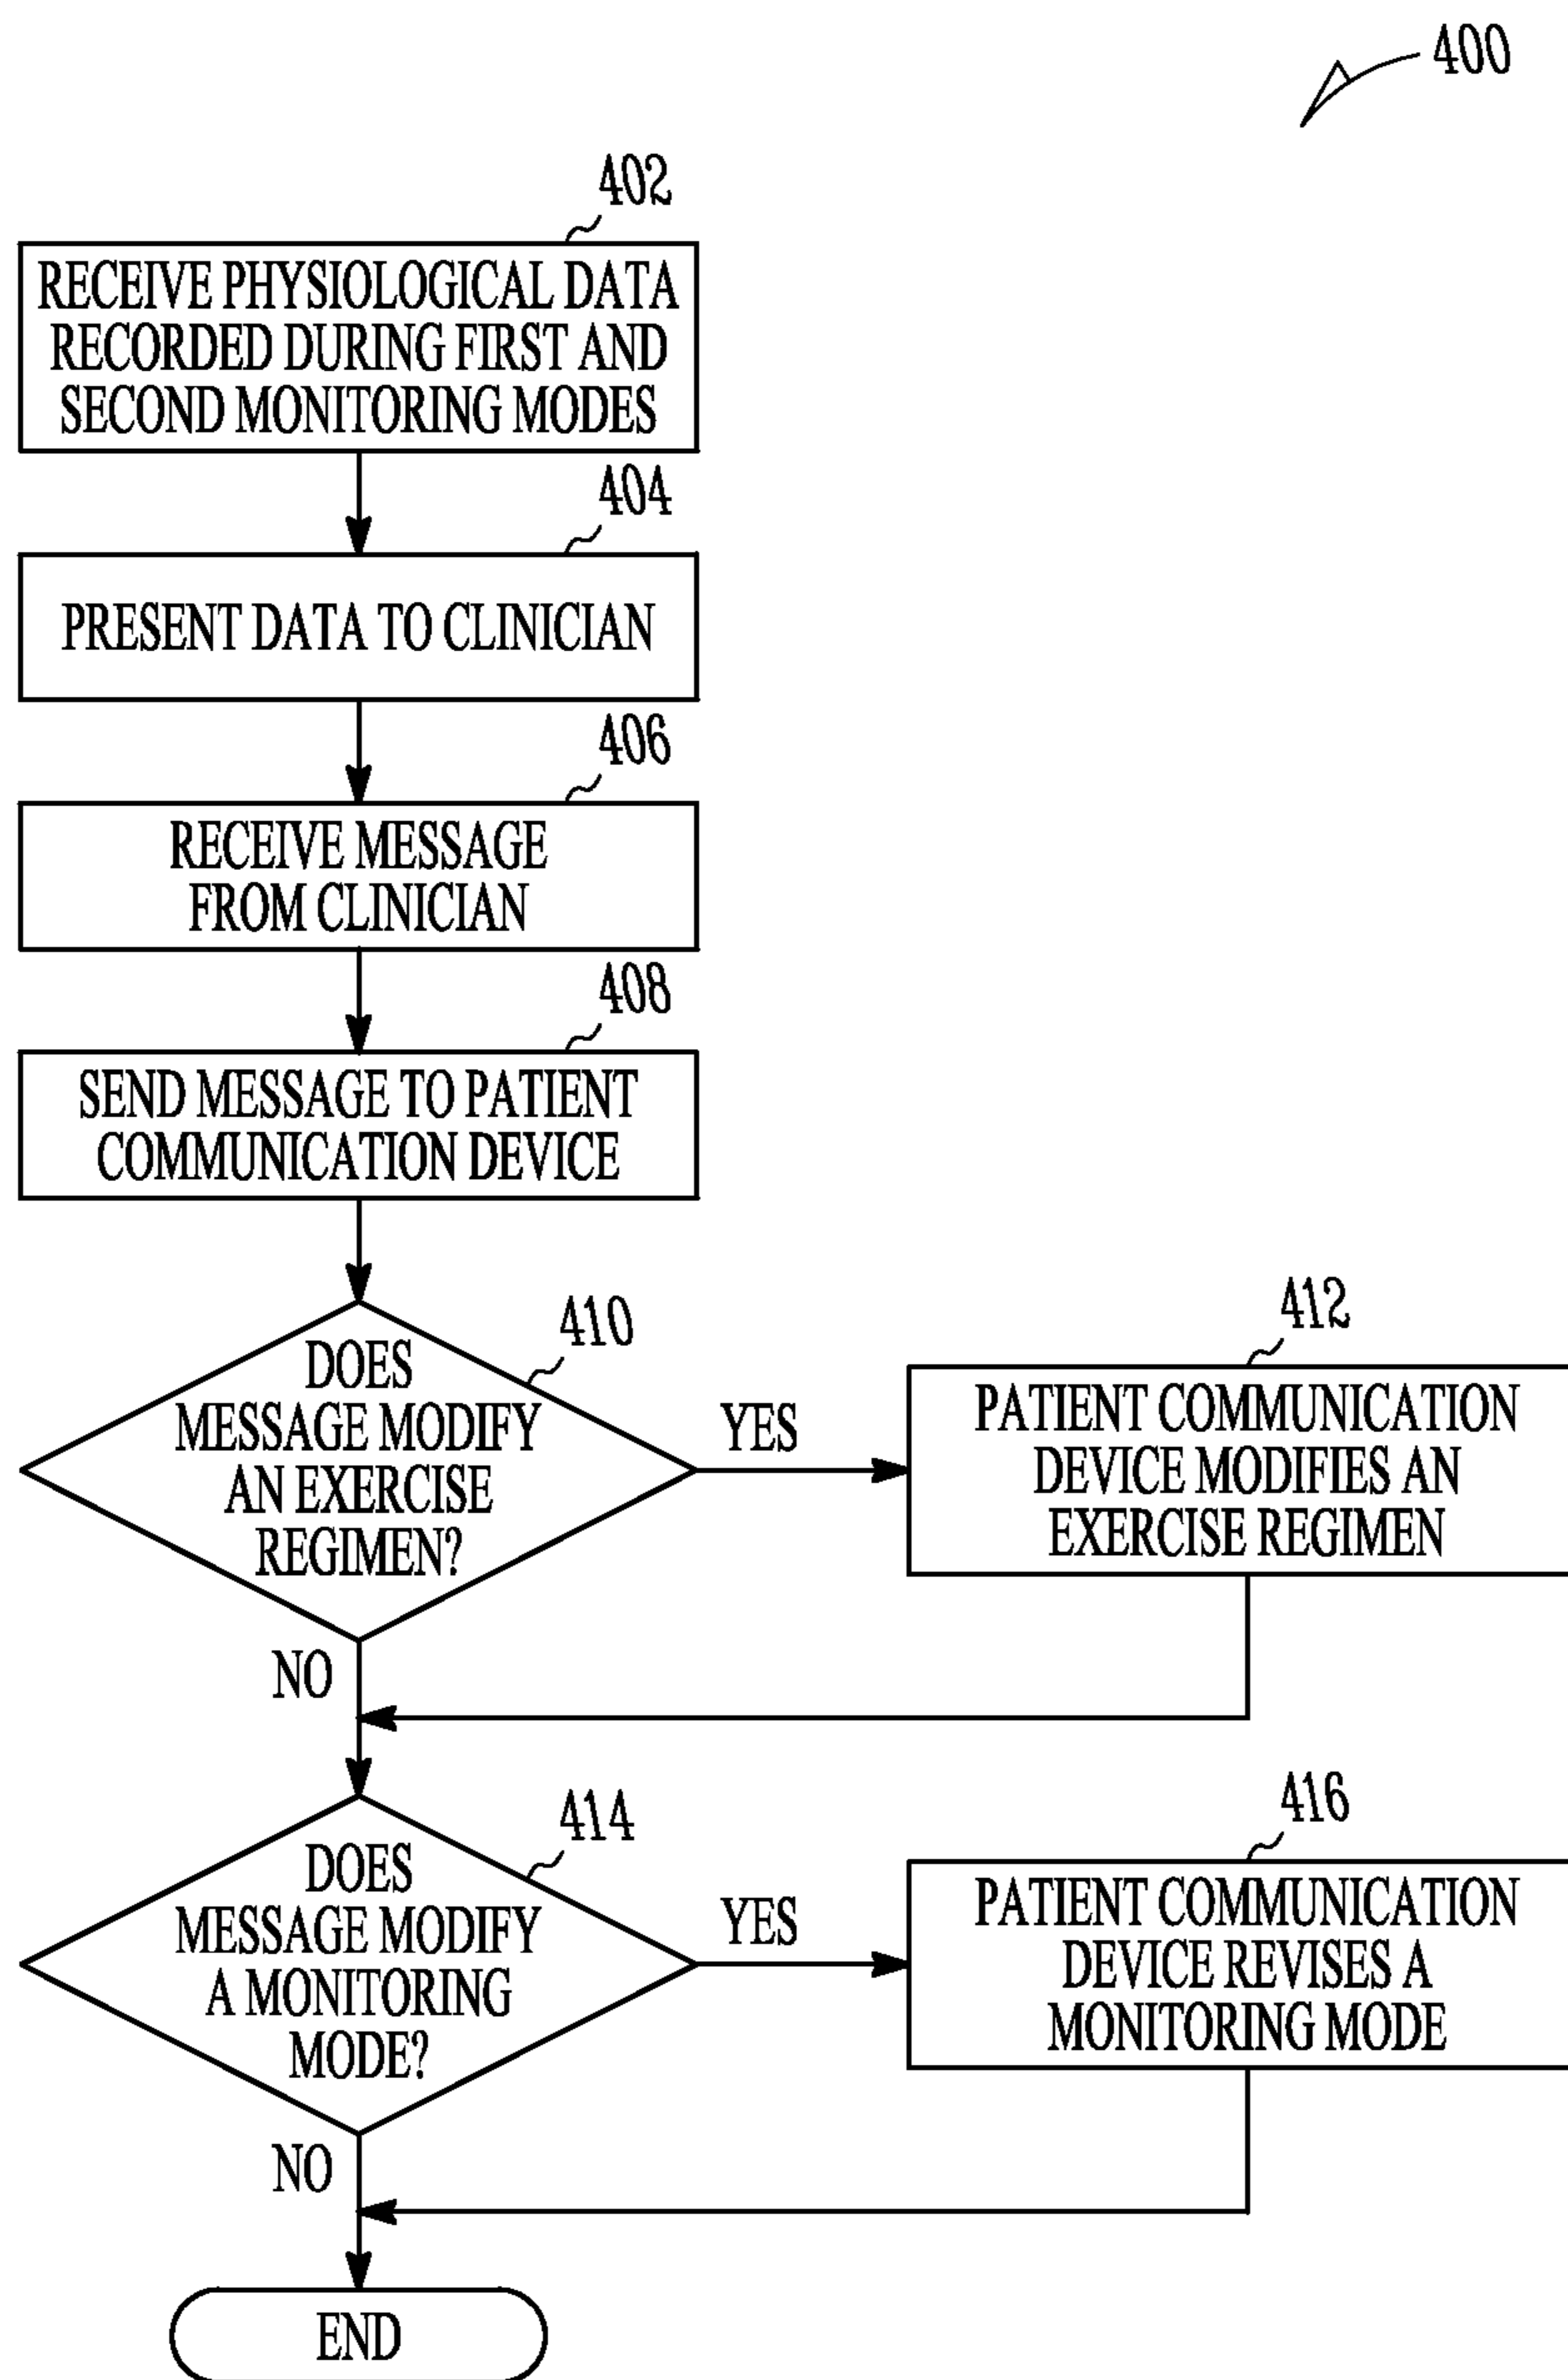 400
402
RECEIVE PHYSIOLOGICAL DATA
RECORDED DURING FIRST AND
SECOND MONITORING MODES
404
PRESENT DATA TO CLINICIAN
406
RECEIVE MESSAGE
FROM CLINICIAN
408
SEND MESSAGE TO PATIENT
COMMUNICATION DEVICE
410
DOES
MESSAGE MODIFY
AN EXERCISE
REGIMEN?
YES
412
PATIENT COMMUNICATION
DEVICE MODIFIES AN
EXERCISE REGIMEN
NO
414
DOES
MESSAGE MODIFY
A MONITORING
MODE?
YES
416
PATIENT COMMUNICATION
DEVICE REVISES A
MONITORING MODE
NO
END